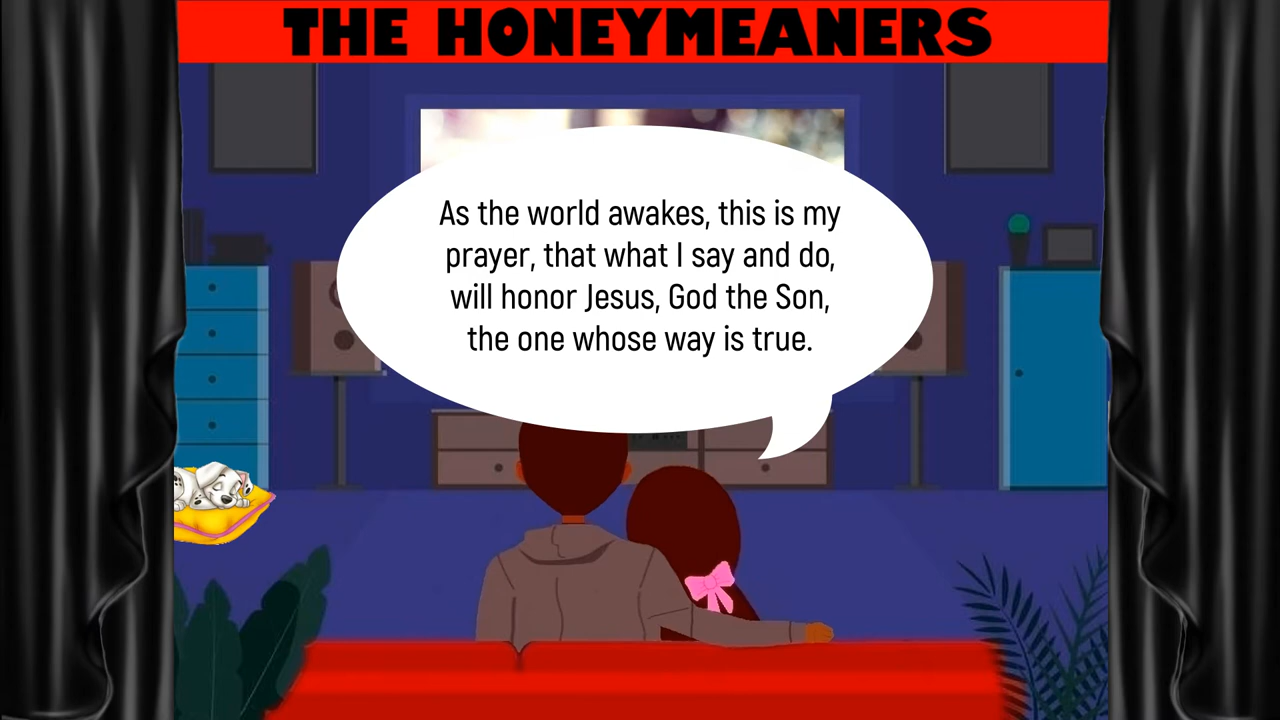 THE HONEYMEANERS
As the world awakes, this is my
prayer, that what I say and do,
will honor Jesus, God the Son,
the one whose way is true.